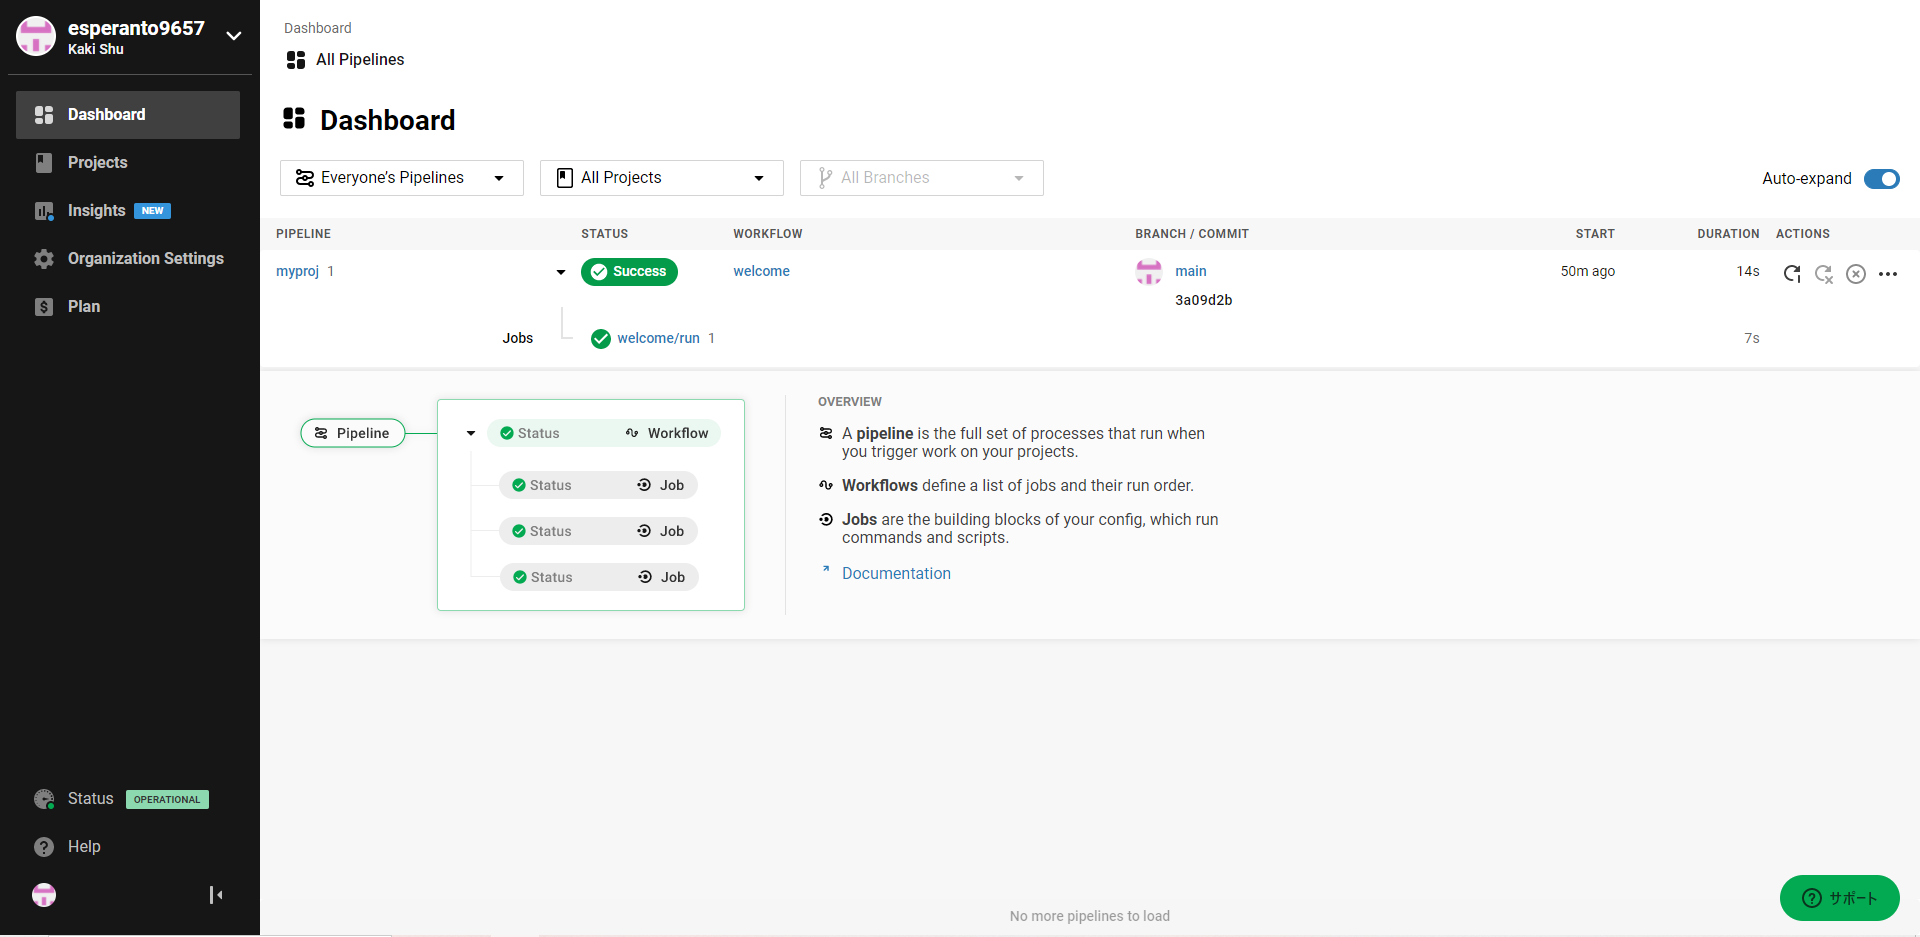 esperanto9657
Kaki Shu
Dashboard
Projects
Insights NEW
Organization Settings
Plan
Status OPERATIONAL
Help
Dashboard
All Pipelines
Dashboard
Everyone’s Pipelines
All Projects
All Branches
Auto-expand
PIPELINE STATUS WORKFLOW BRANCH / COMMIT START DURATION ACTIONS
myproj 1 Success welcome main 50m ago 14s
3a09d2b
Jobs welcome/run 1 7s
Pipeline
Status Workflow
Status Job
Status Job
Status Job
OVERVIEW
A pipeline is the full set of processes that run when
you trigger work on your projects.
Workflows define a list of jobs and their run order.
Jobs are the building blocks of your config, which run
commands and scripts.
Documentation
No more pipelines to load
サポート